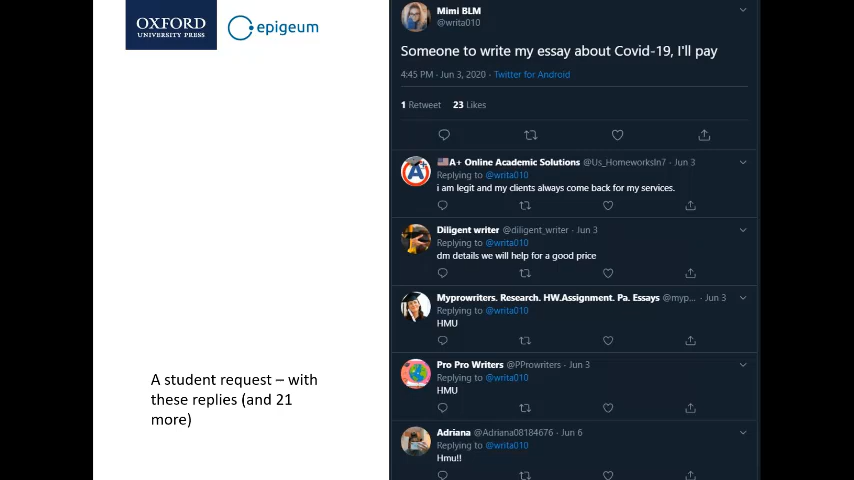 OXFORD
UNIVERSITY PRESS
epigeum
Mimi BLM
@writa010
Someone to write my essay about Covid-19, I'll pay
4:45 PM · Jun 3, 2020 · Twitter for Android
1 Retweet 23 Likes
A+ Online Academic Solutions @Us_HomeworksIn7 · Jun 3
Replying to @writa010
i am legit and my clients always come back for my services.
Diligent writer @diligent_writer · Jun 3
Replying to @writa010
dm details we will help for a good price
Myprowriters. Research. HW.Assignment. Pa. Essays @myp... · Jun 3
Replying to @writa010
HMU
Pro Pro Writers @PProwriters · Jun 3
Replying to @writa010
HMU
Adriana @Adriana08184676 · Jun 6
Replying to @writa010
Hmu!!
A student request – with
these replies (and 21
more)